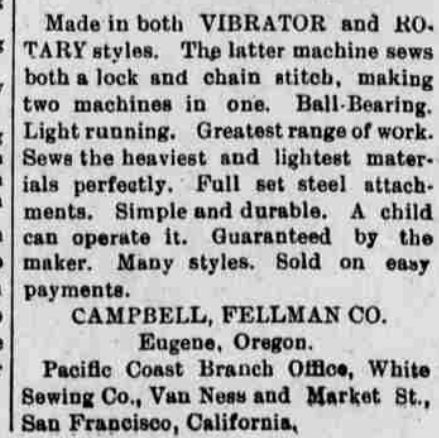 Made in both VIBRATOR and RO-
TARY styles. The latter machine sews
both a lock and chain stitch, making
two machines in one. Ball-Bearing.
Light running. Greatest range of work.
Sews the heaviest and lightest mater-
ials perfectly. Full set steel attach-
ments. Simple and durable. A child
can operate it. Guaranteed by the
maker. Many styles. Sold on easy
payments.
CAMPBELL, FELLMAN CO.
Eugene, Oregon.
Pacific Coast Branch Office, White
Sewing Co., Van Ness and Market St.,
San Francisco, California,